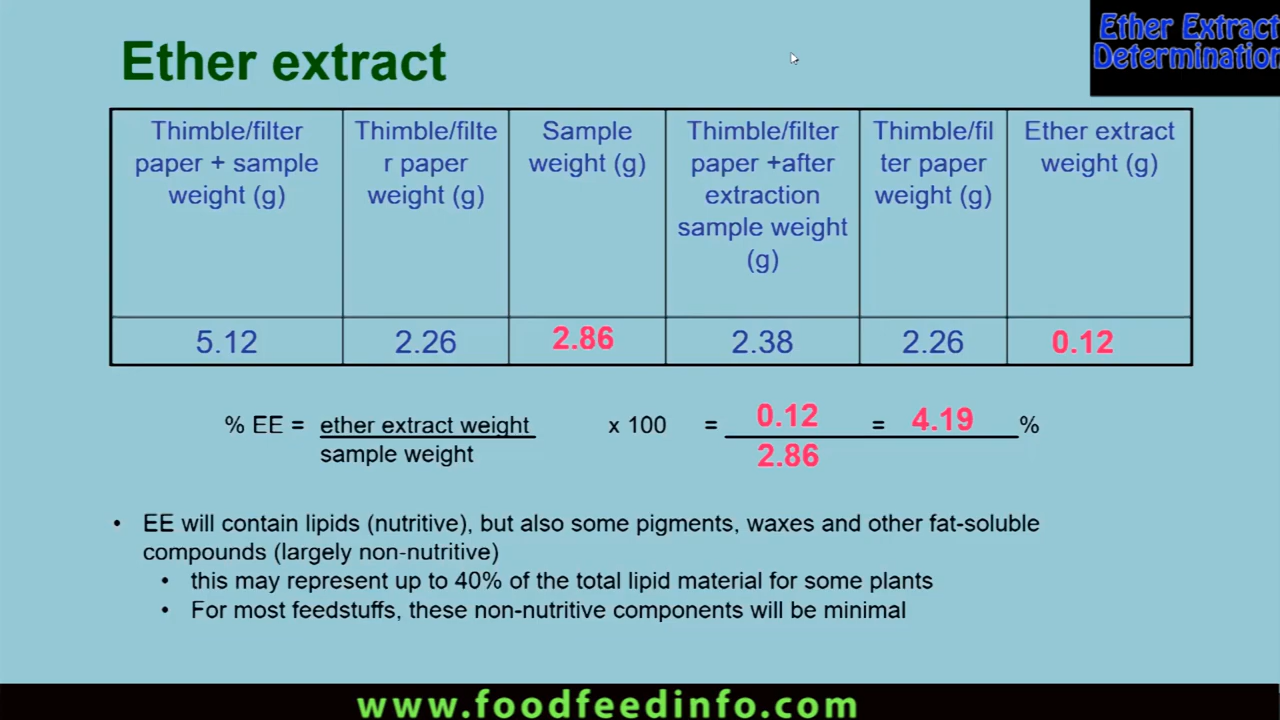 Ether Extract
Determination
Ether extract
Thimble/filter
paper + sample
weight (g)
Thimble/filte
r paper
weight (g)
Sample
weight (g)
Thimble/filter
paper +after
extraction
sample weight
(g)
Thimble/fil
ter paper
weight (g)
Ether extract
weight (g)
5.12
2.26
2.86
2.38
2.26
0.12
% EE = ether extract weight x 100 = 0.12 = 4.19 %
sample weight 2.86
• EE will contain lipids (nutritive), but also some pigments, waxes and other fat-soluble
compounds (largely non-nutritive)
• this may represent up to 40% of the total lipid material for some plants
• For most feedstuffs, these non-nutritive components will be minimal
www.foodfeedinfo.com